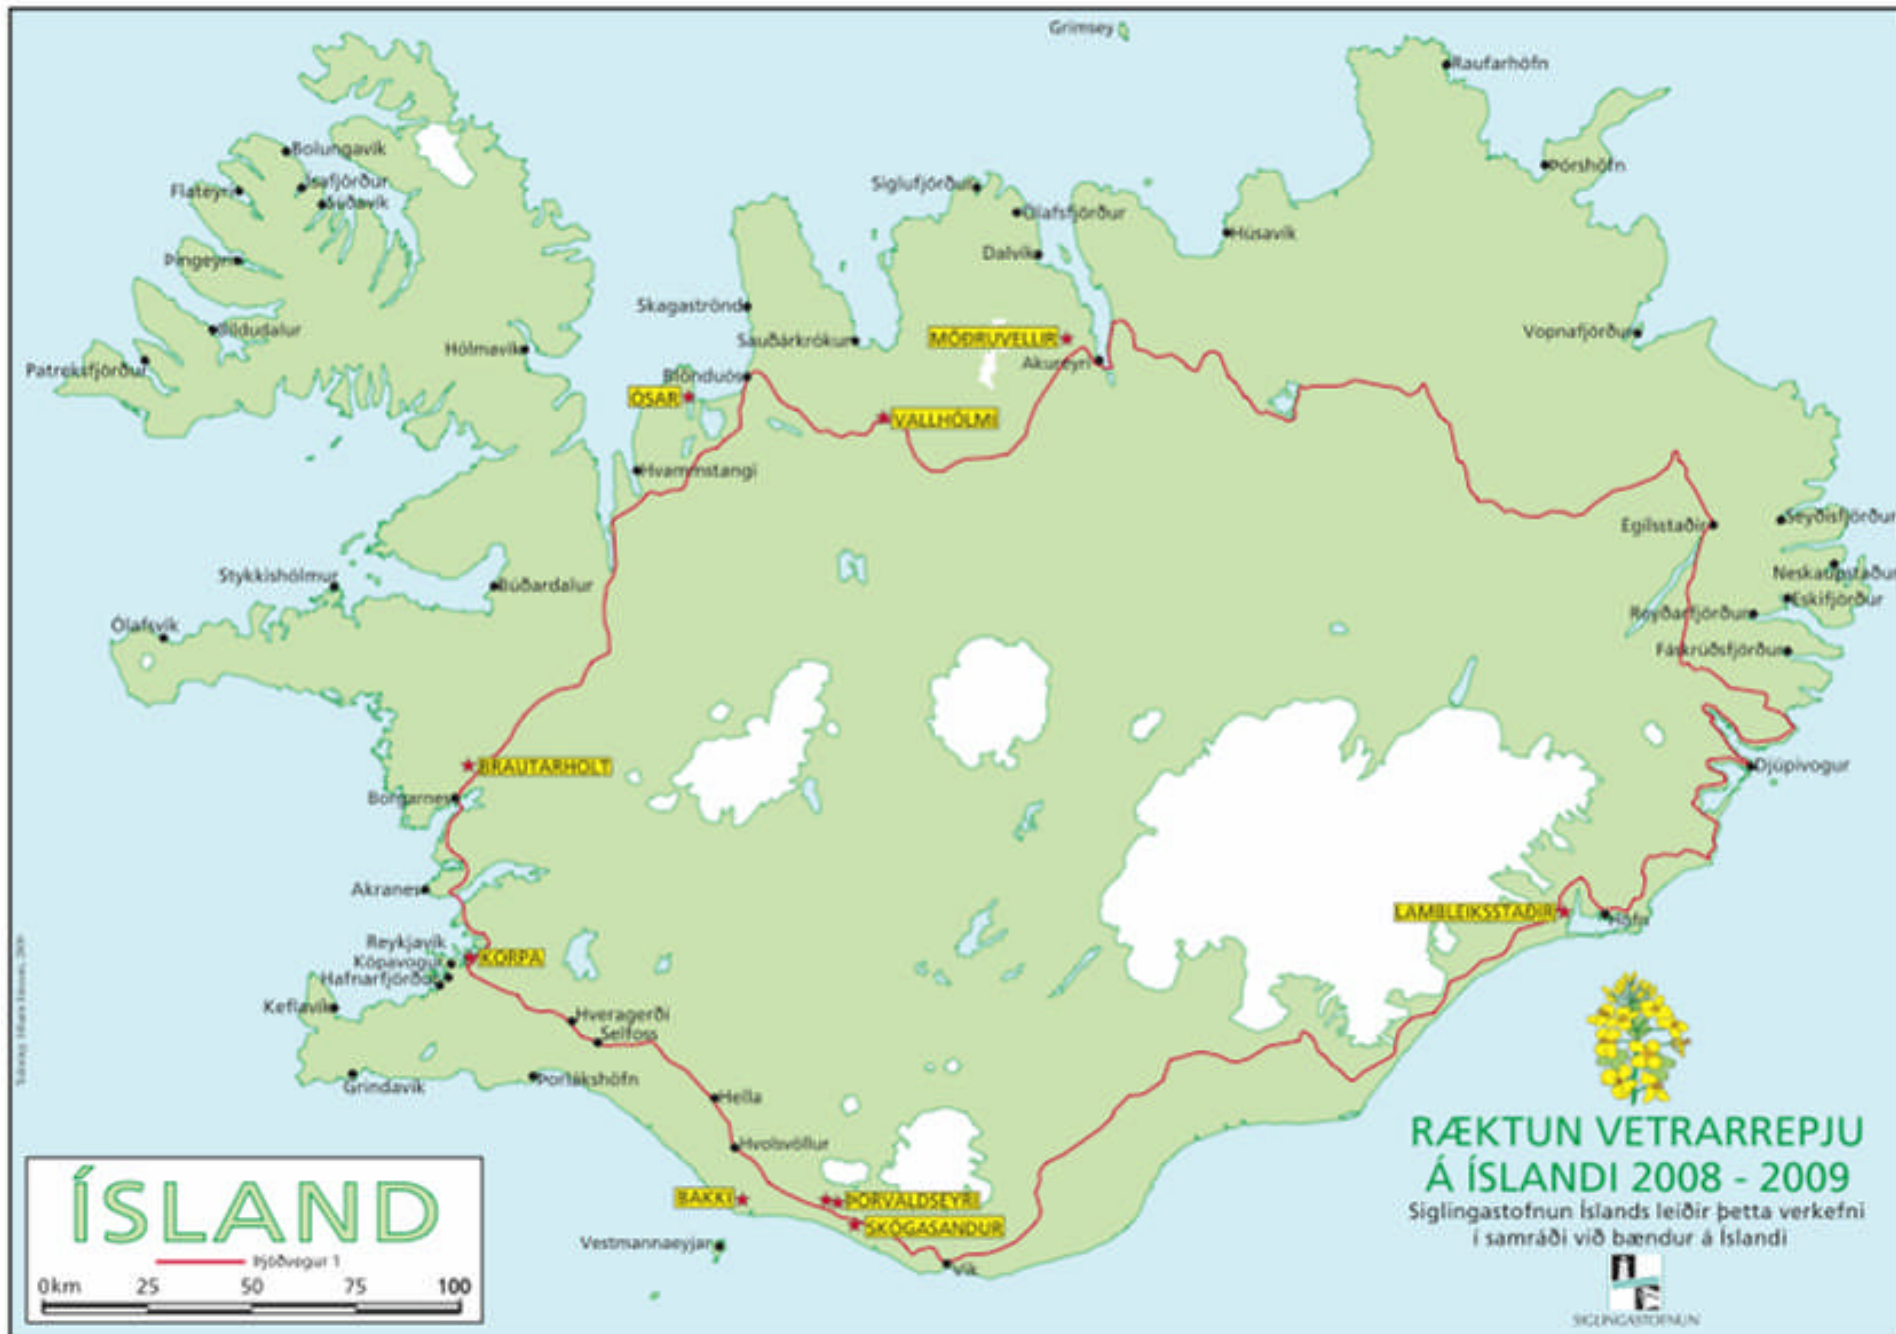 Grímsey
Raufarhöfn
Bolungavík
Þórshöfn
Ísafjörður
Siglufjörður
Flateyri
Súðavík
Ólafsfjörður
Húsavík
Dalvík
Þingeyri
Skagaströnd
Bíldudalur
Vopnafjörður
MÖÐRUVELLIR
Sauðárkrókur
Hólmavík
Akureyri
Patreksfjörður
Blönduós
ÓSAR
VALLHÓLMI
Hvammstangi
Seyðisfjörður
Egilsstaðir
Neskaupstaður
Stykkishólmur
Búðardalur
Eskifjörður
Reyðarfjörður
Ólafsvík
Fáskrúðsfjörður
BRAUTARHOLT
Djúpivogur
Borgarnes
Akranes
LAMBLEIKSSTAÐIR
Höfn
Reykjavík
KORPA
Kópavogur
Hafnarfjörður
Keflavík
Hveragerði
Selfoss
Grindavík
Þorlákshöfn
Hella
Hvolsvöllur
BAKKI
ÞORVALDSEYRI
SKÓGASANDUR
Vestmannaeyjar
Vík
ÍSLAND
Þjóðvegur 1
0km 25 50 75 100
RÆKTUN VETRARREPJU
Á ÍSLANDI 2008 - 2009
Siglingastofnun Íslands leiðir þetta verkefni
í samráði við bændur á Íslandi
SIGLINGASTOFNUN